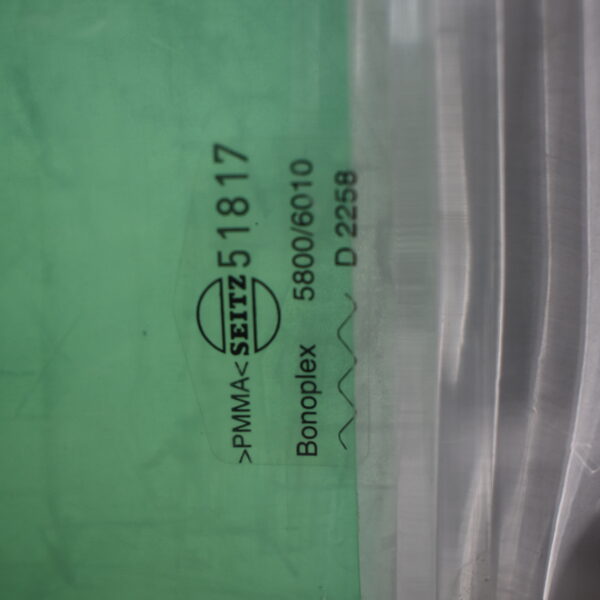 >PMMA< SEITZ 51817
Bonoplex 5800/6010
D 2258